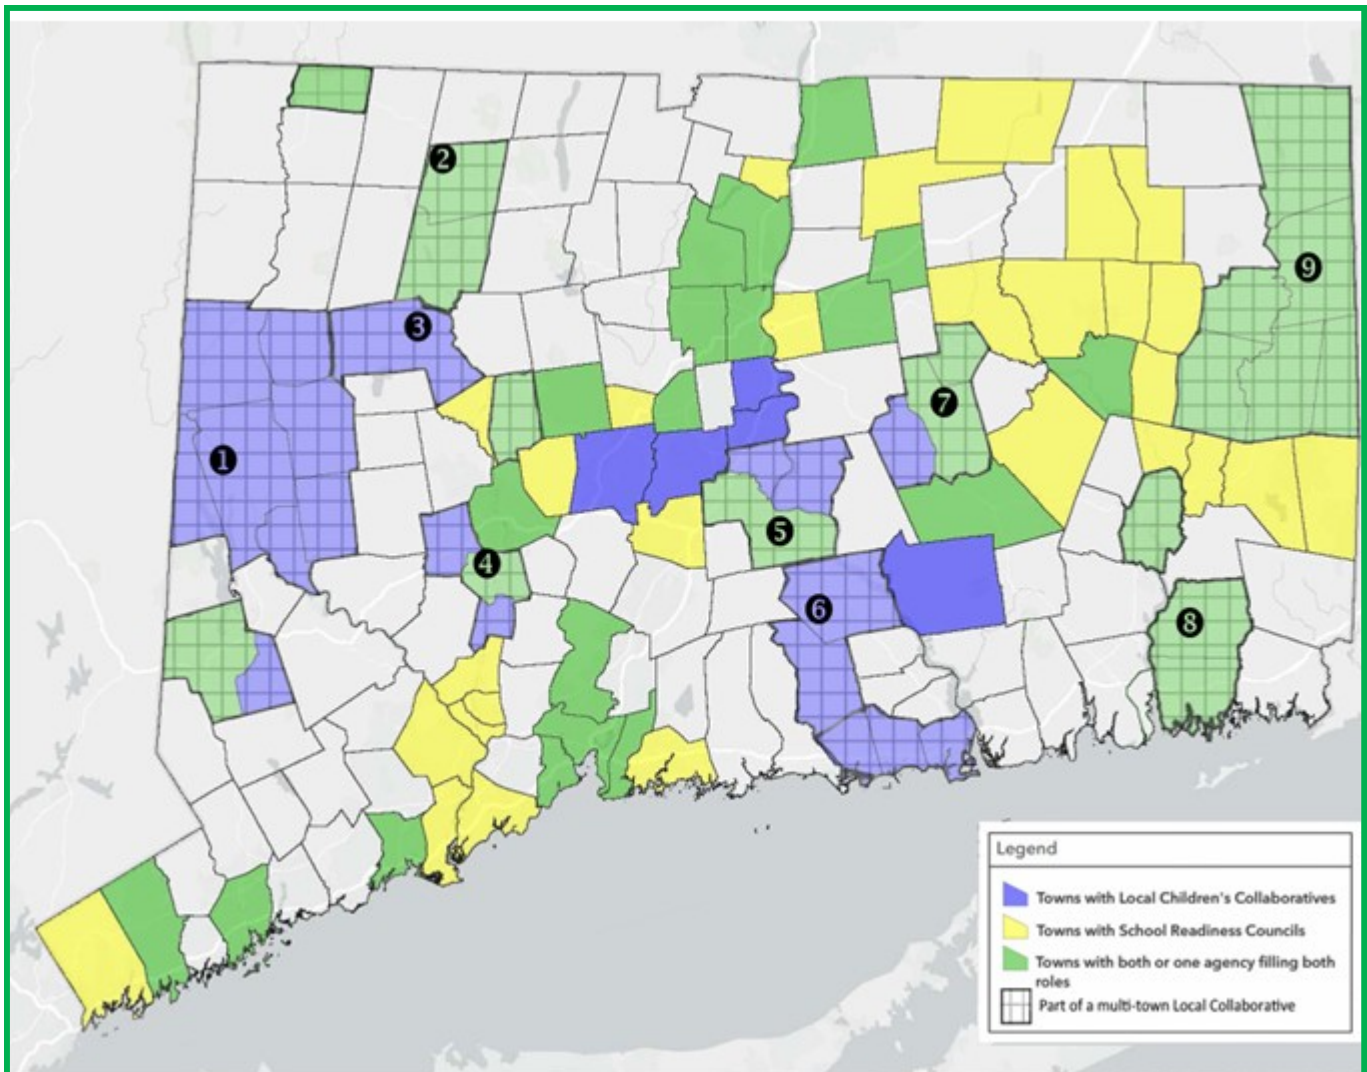 2
9
3
7
1
5
4
6
8
Legend
Towns with Local Children's Collaboratives
Towns with School Readiness Councils
Towns with both or one agency filling both
roles
Part of a multi-town Local Collaborative